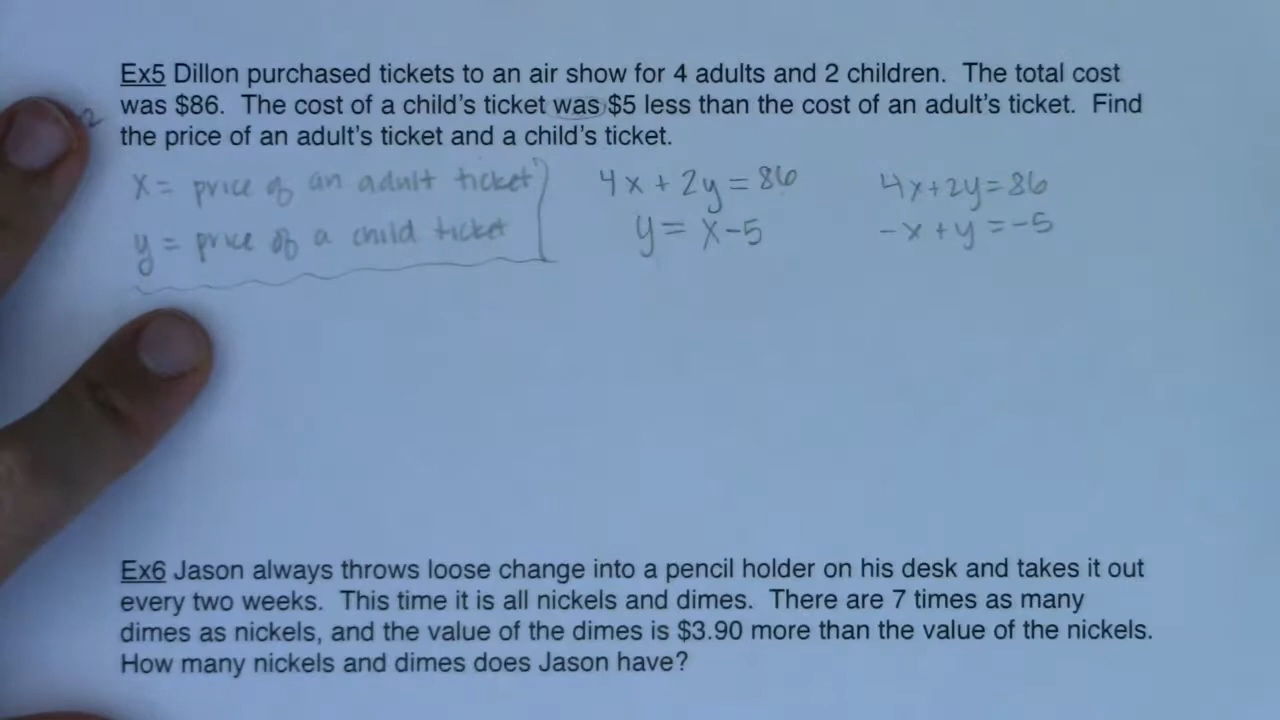 Ex5 Dillon purchased tickets to an air show for 4 adults and 2 children. The total cost
was $86. The cost of a child's ticket was $5 less than the cost of an adult's ticket. Find
the price of an adult's ticket and a child's ticket.
x = price of an adult ticket
y = price of a child ticket
4x + 2y = 86
y = x - 5
4x + 2y = 86
-x + y = -5
Ex6 Jason always throws loose change into a pencil holder on his desk and takes it out
every two weeks. This time it is all nickels and dimes. There are 7 times as many
dimes as nickels, and the value of the dimes is $3.90 more than the value of the nickels.
How many nickels and dimes does Jason have?